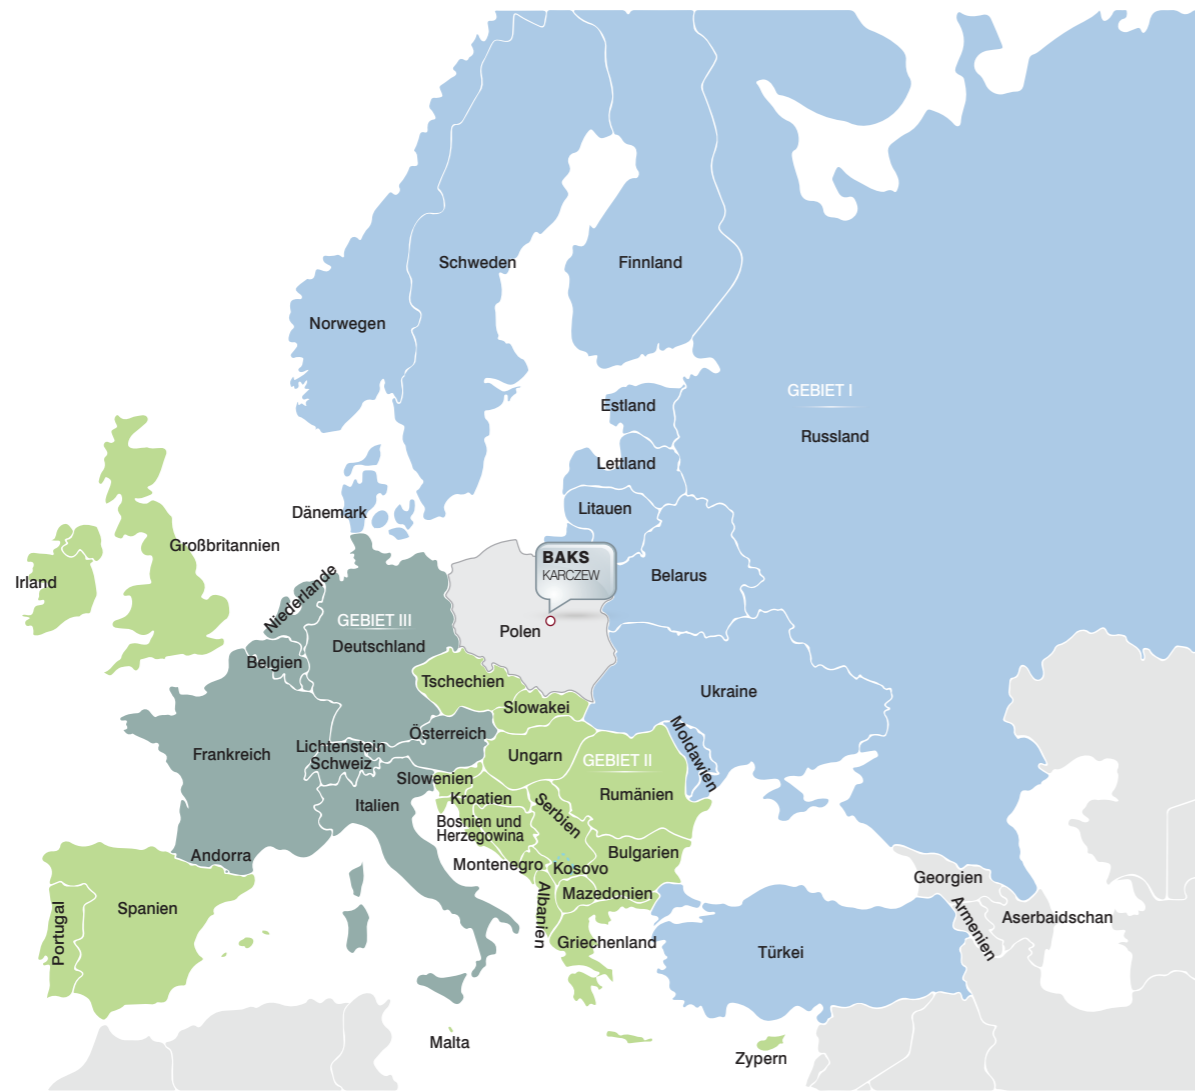 Schweden
Finnland
Norwegen
GEBIET I
Estland
Russland
Lettland
Litauen
Dänemark
Großbritannien
BAKS
KARCZEW
Irland
Belarus
Niederlande
GEBIET III
Polen
Deutschland
Belgien
Tschechien
Ukraine
Slowakei
Österreich
Moldawien
Lichtenstein
Frankreich
Ungarn
GEBIET II
Schweiz
Slowenien
Rumänien
Kroatien
Italien
Serbien
Bosnien und
Herzegowina
Andorra
Bulgarien
Montenegro
Kosovo
Georgien
Mazedonien
Albanien
Armenien
Aserbaidschan
Spanien
Portugal
Griechenland
Türkei
Malta
Zypern